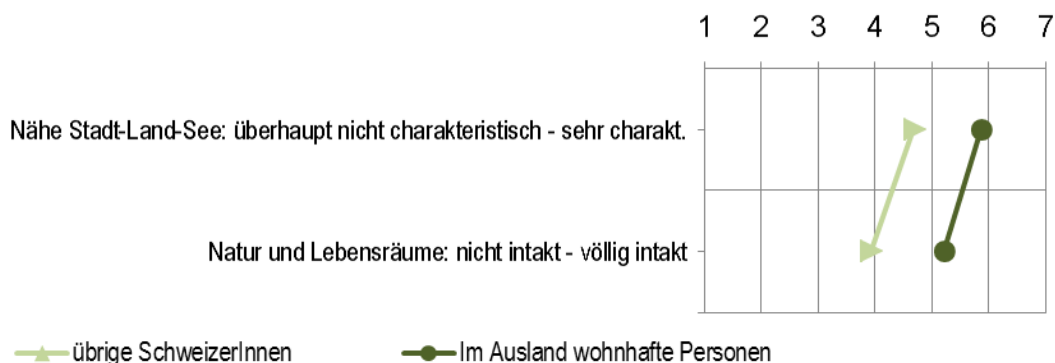 1 2 3 4 5 6 7
Nähe Stadt-Land-See: überhaupt nicht charakteristisch - sehr charakt.
Natur und Lebensräume: nicht intakt - völlig intakt
übrige SchweizerInnen Im Ausland wohnhafte Personen